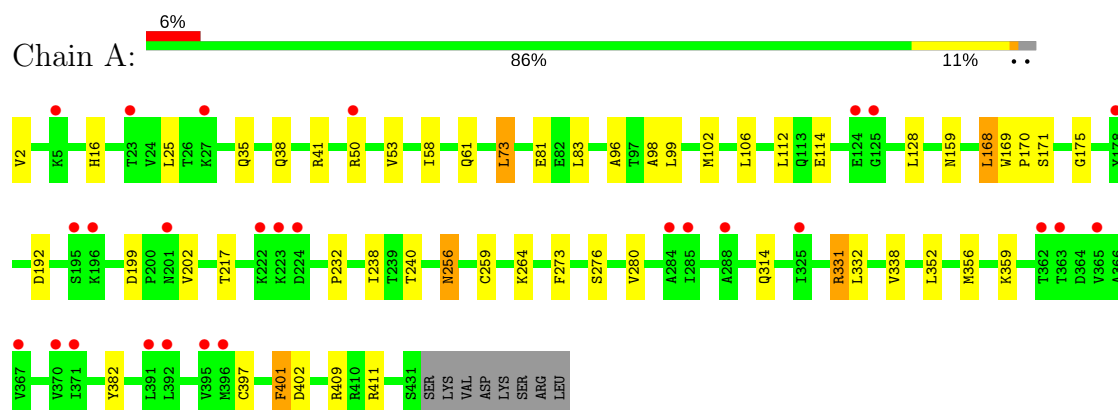 6%
Chain A:
86% 11% • •
V2 K5 H16 T23 V24 L25 T26 K27 Q35 Q38 R41 R50 V53 I58 Q61 L73 E81 E82 L83 A96 T97 A98 L99 M102 L106 L112 Q113 E114 E124 G125 L128 N159 L168 W169 P170 S171 G175 Y178
D192 S195 K196 D199 P200 N201 V202 T217 K222 K223 D224 P232 I238 T239 T240 N256 C259 K264 F273 S276 V280 A284 I285 A288 Q314 I325 R331 L332 V338 L352 M356 K359 T362 T363 D364 V365 A366
V367 V370 I371 Y382 L391 L392 V395 M396 C397 F401 D402 R409 R410 R411 S431 SER LYS VAL ASP LYS SER ARG LEU